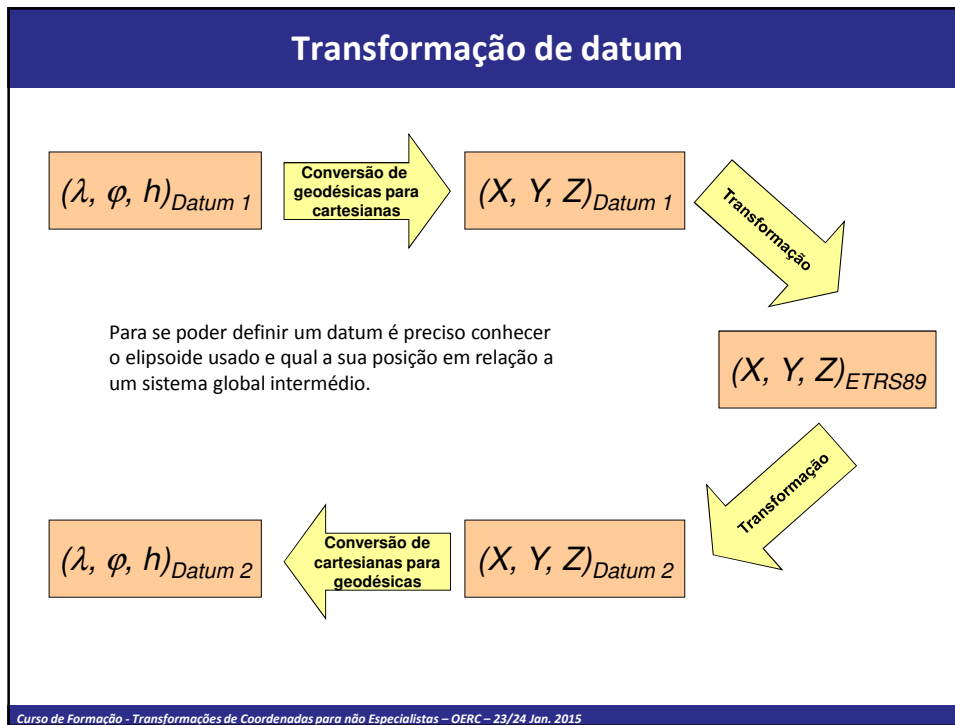 Transformação de datum
(λ, φ, h)Datum 1
Conversão de
geodésicas para
cartesianas
(X, Y, Z)Datum 1
Transformação
Para se poder definir um datum é preciso conhecer
o elipsoide usado e qual a sua posição em relação a
um sistema global intermédio.
(X, Y, Z)ETRS89
Transformação
(X, Y, Z)Datum 2
Conversão de
cartesianas para
geodésicas
(λ, φ, h)Datum 2
Curso de Formação - Transformações de Coordenadas para não Especialistas – OERC – 23/24 Jan. 2015